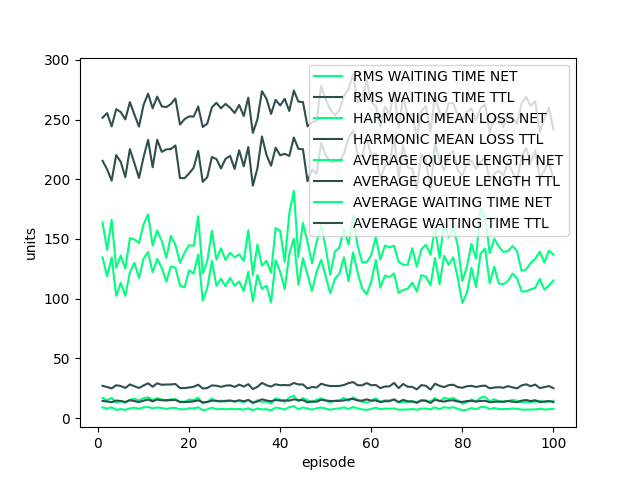 300
250
200
150
100
50
0
units
RMS WAITING TIME NET
RMS WAITING TIME TTL
HARMONIC MEAN LOSS NET
HARMONIC MEAN LOSS TTL
AVERAGE QUEUE LENGTH NET
AVERAGE QUEUE LENGTH TTL
AVERAGE WAITING TIME NET
AVERAGE WAITING TIME TTL
0 20 40 60 80 100
episode